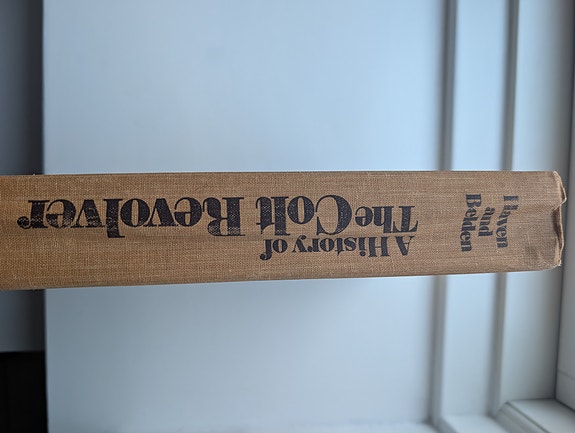 Haven
and
Belden
A History of
The Colt Revolver